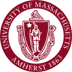 UNIVERSITY OF MASSACHUSETTS
AMHERST 1863